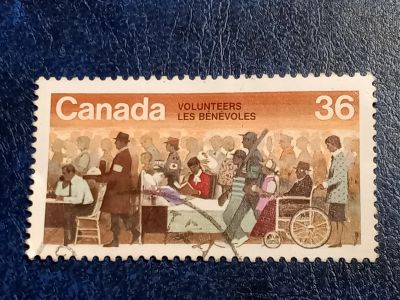 Canada
VOLUNTEERS
LES BÉNÉVOLES
36